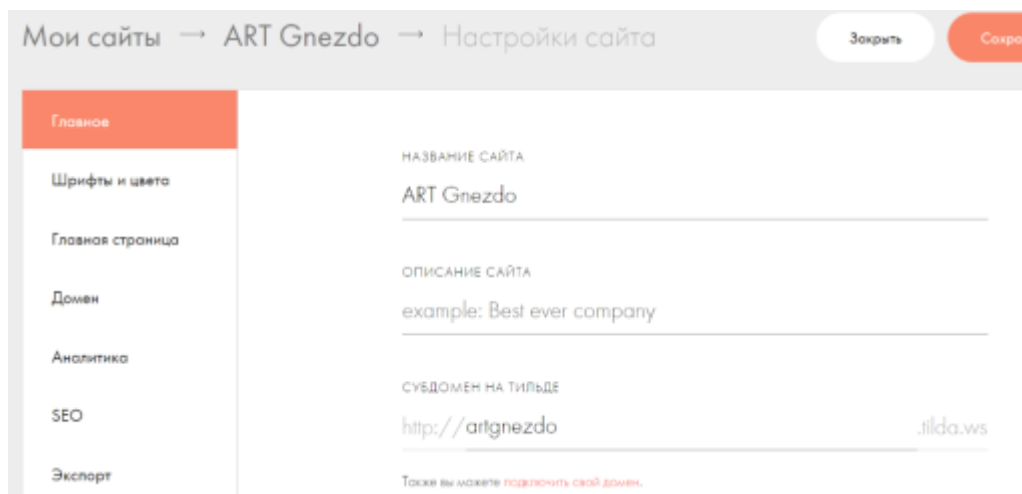 Мои сайты → ART Gnezdo → Настройки сайта
Закрыть
Главное
НАЗВАНИЕ САЙТА
Шрифты и цвета
ART Gnezdo
Главная страница
ОПИСАНИЕ САЙТА
Домен
example: Best ever company
Аналитика
СУБДОМЕН НА ТИЛЬДЕ
SEO
http://artgnezdo.tilda.ws
Экспорт
Также вы можете подключить свой домен.